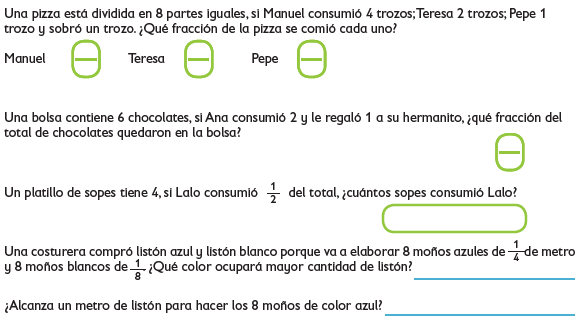 Una pizza está dividida en 8 partes iguales, si Manuel consumió 4 trozos; Teresa 2 trozos; Pepe 1
trozo y sobró un trozo. ¿Qué fracción de la pizza se comió cada uno?
Manuel Teresa Pepe
Una bolsa contiene 6 chocolates, si Ana consumió 2 y le regaló 1 a su hermanito, ¿qué fracción del
total de chocolates quedaron en la bolsa?
Un platillo de sopes tiene 4, si Lalo consumió 1/2 del total, ¿cuántos sopes consumió Lalo?
Una costurera compró listón azul y listón blanco porque va a elaborar 8 moños azules de 1/4 de metro
y 8 moños blancos de 1/8. ¿Qué color ocupará mayor cantidad de listón?
¿Alcanza un metro de listón para hacer los 8 moños de color azul?